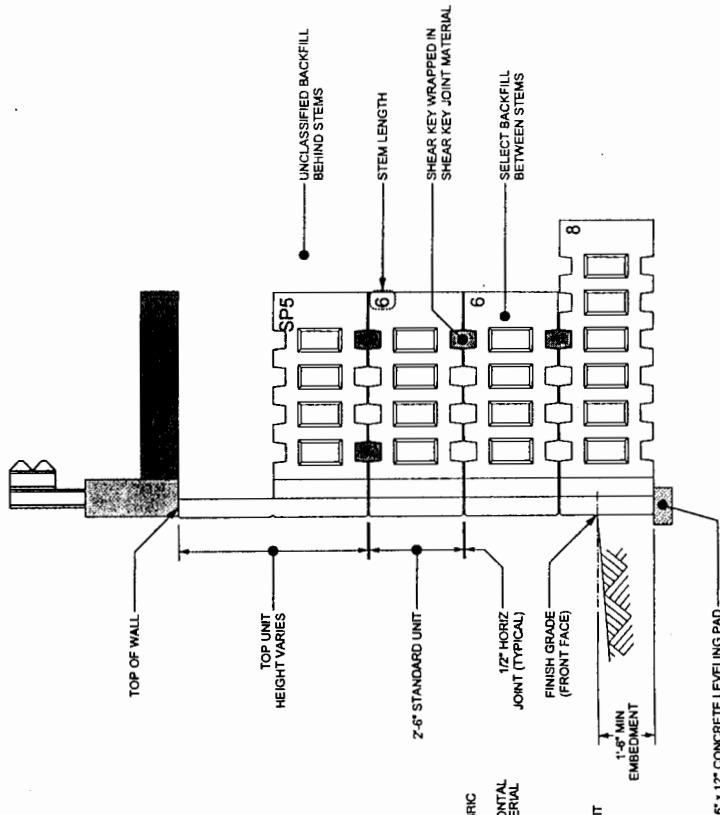 UNCLASSIFIED BACKFILL
BEHIND STEMS
STEM LENGTH
SHEAR KEY WRAPPED IN
SHEAR KEY JOINT MATERIAL
SELECT BACKFILL
BETWEEN STEMS
SP5
6
6
8
TOP OF WALL
TOP UNIT
HEIGHT VARIES
2'-6" STANDARD UNIT
1/2" HORIZ
JOINT (TYPICAL)
FINISH GRADE
(FRONT FACE)
1'-6" MIN
EMBEDMENT
6" x 12" CONCRETE LEVELING PAD